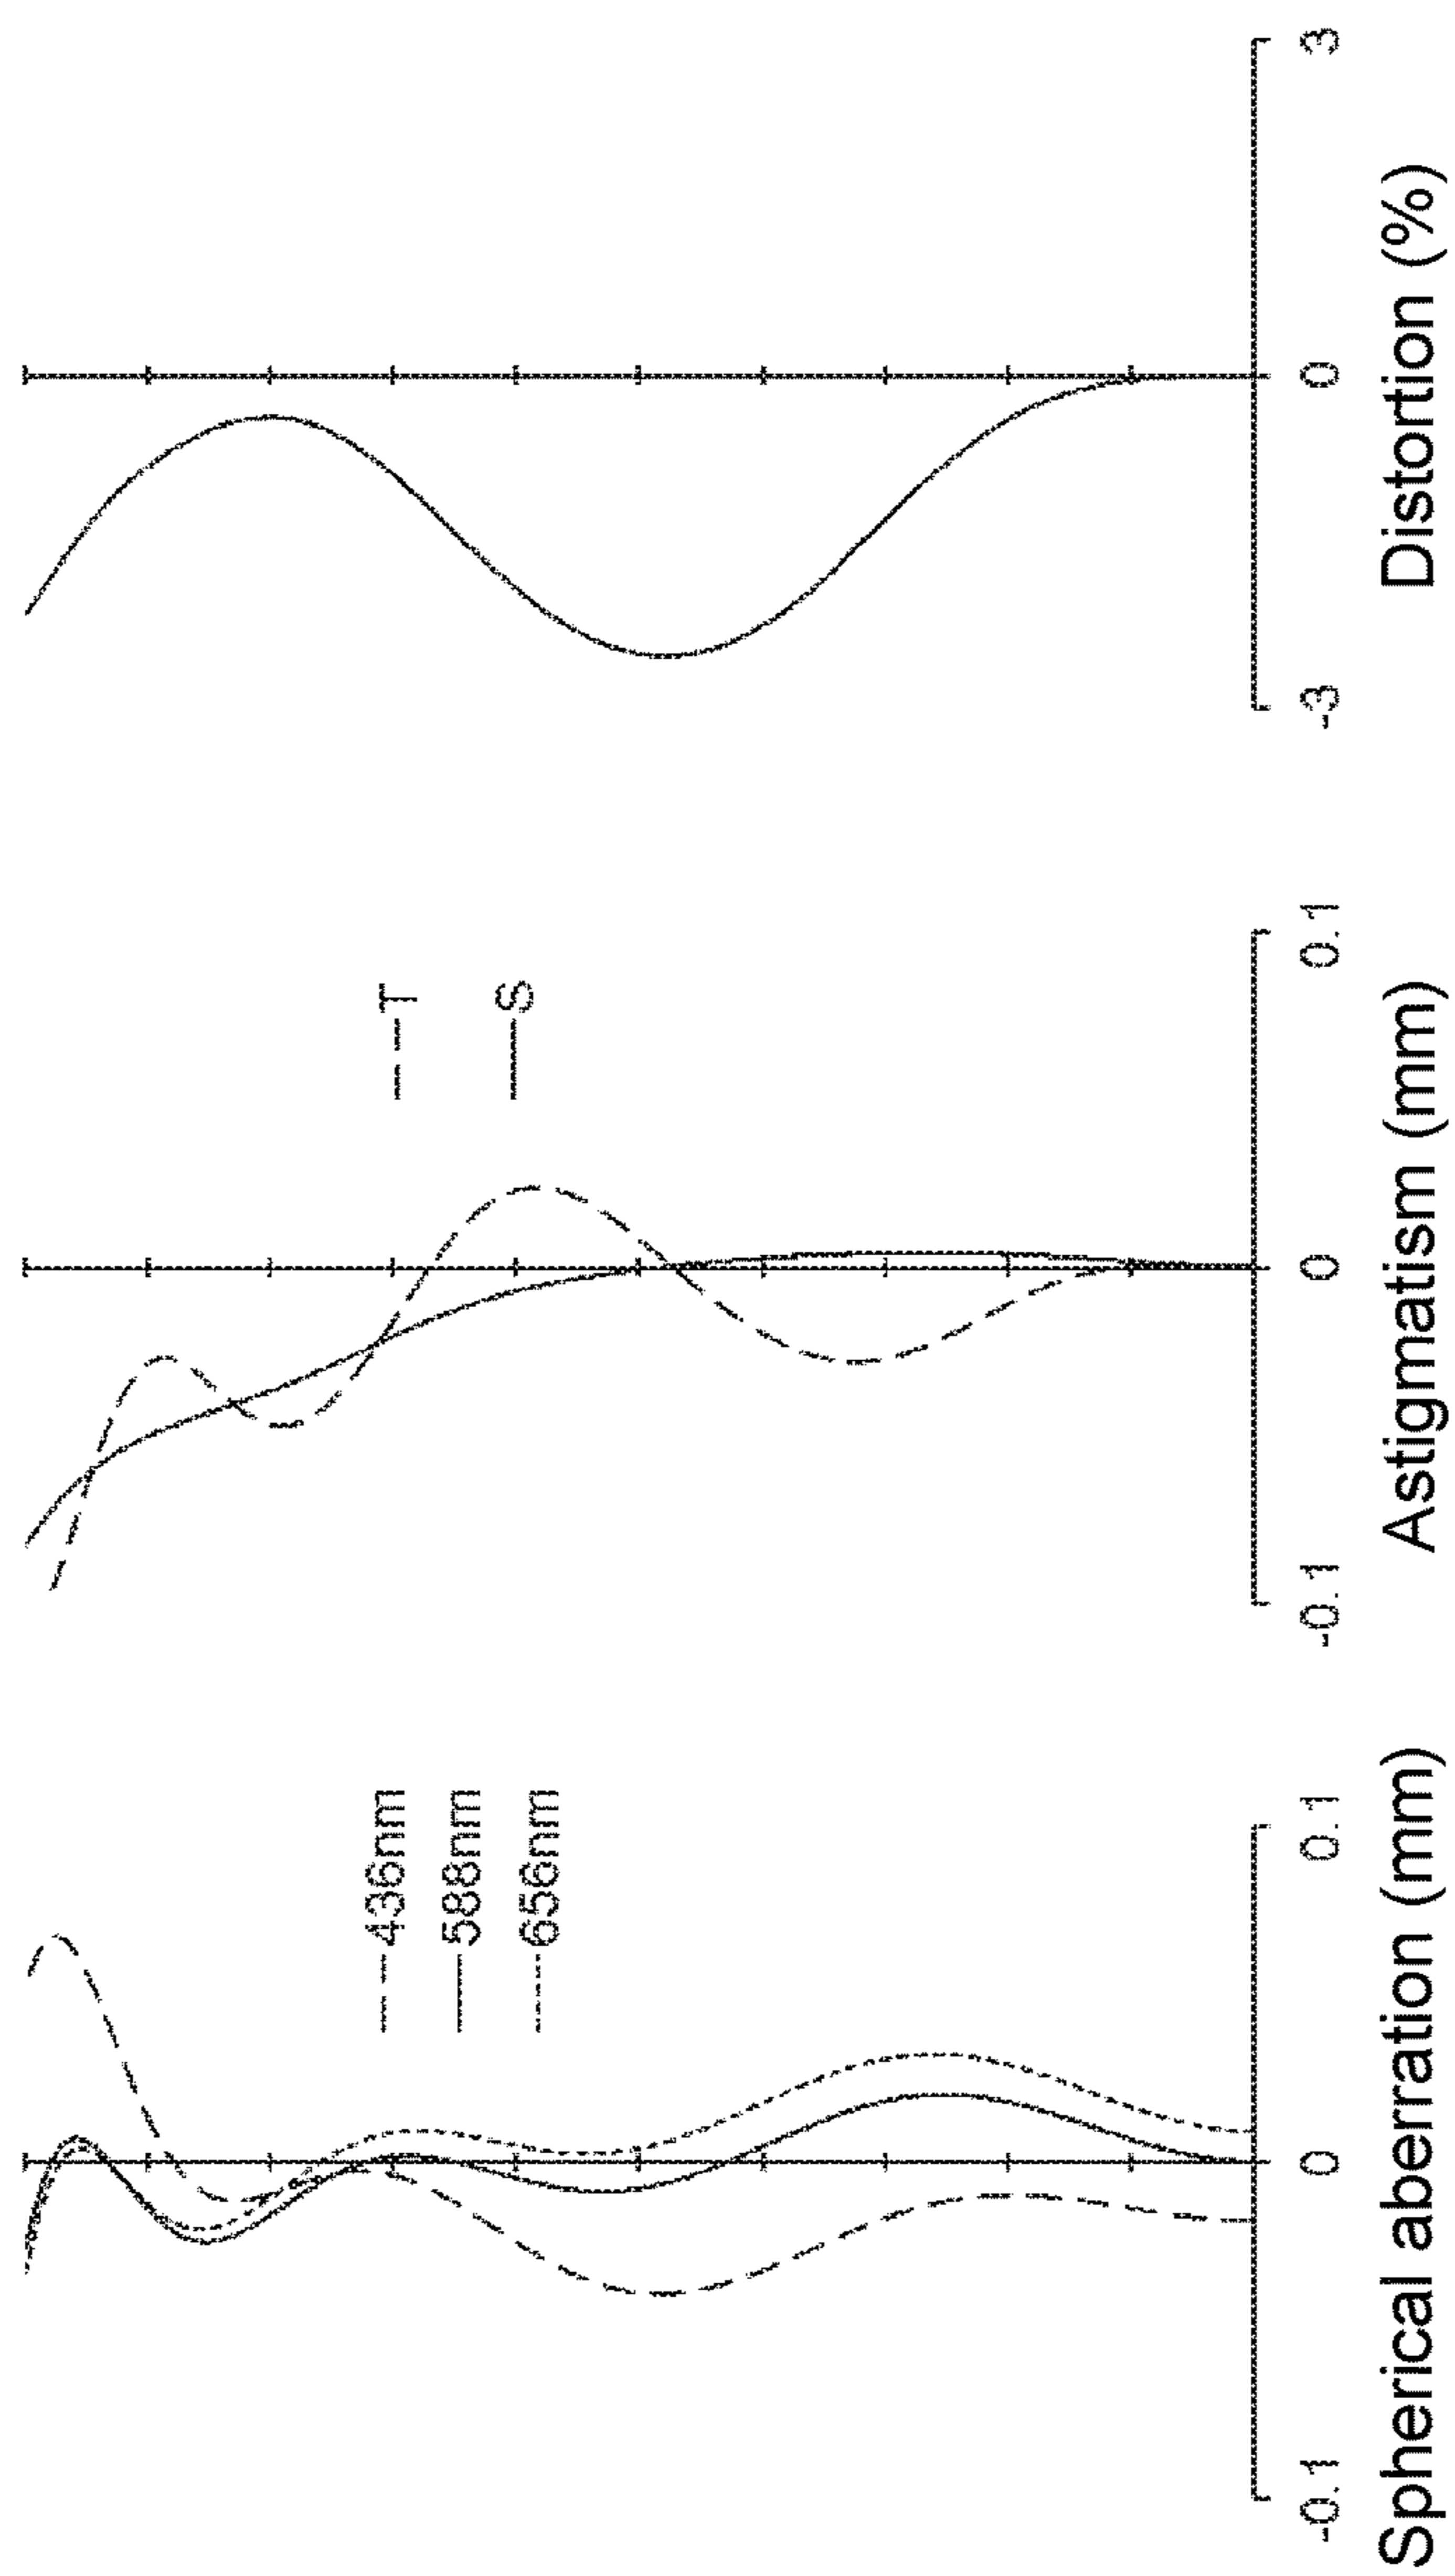 436nm
588nm
656nm
-0.1 0 0.1
Spherical aberration (mm)
T
S
-0.1 0 0.1
Astigmatism (mm)
-3 0 3
Distortion (%)